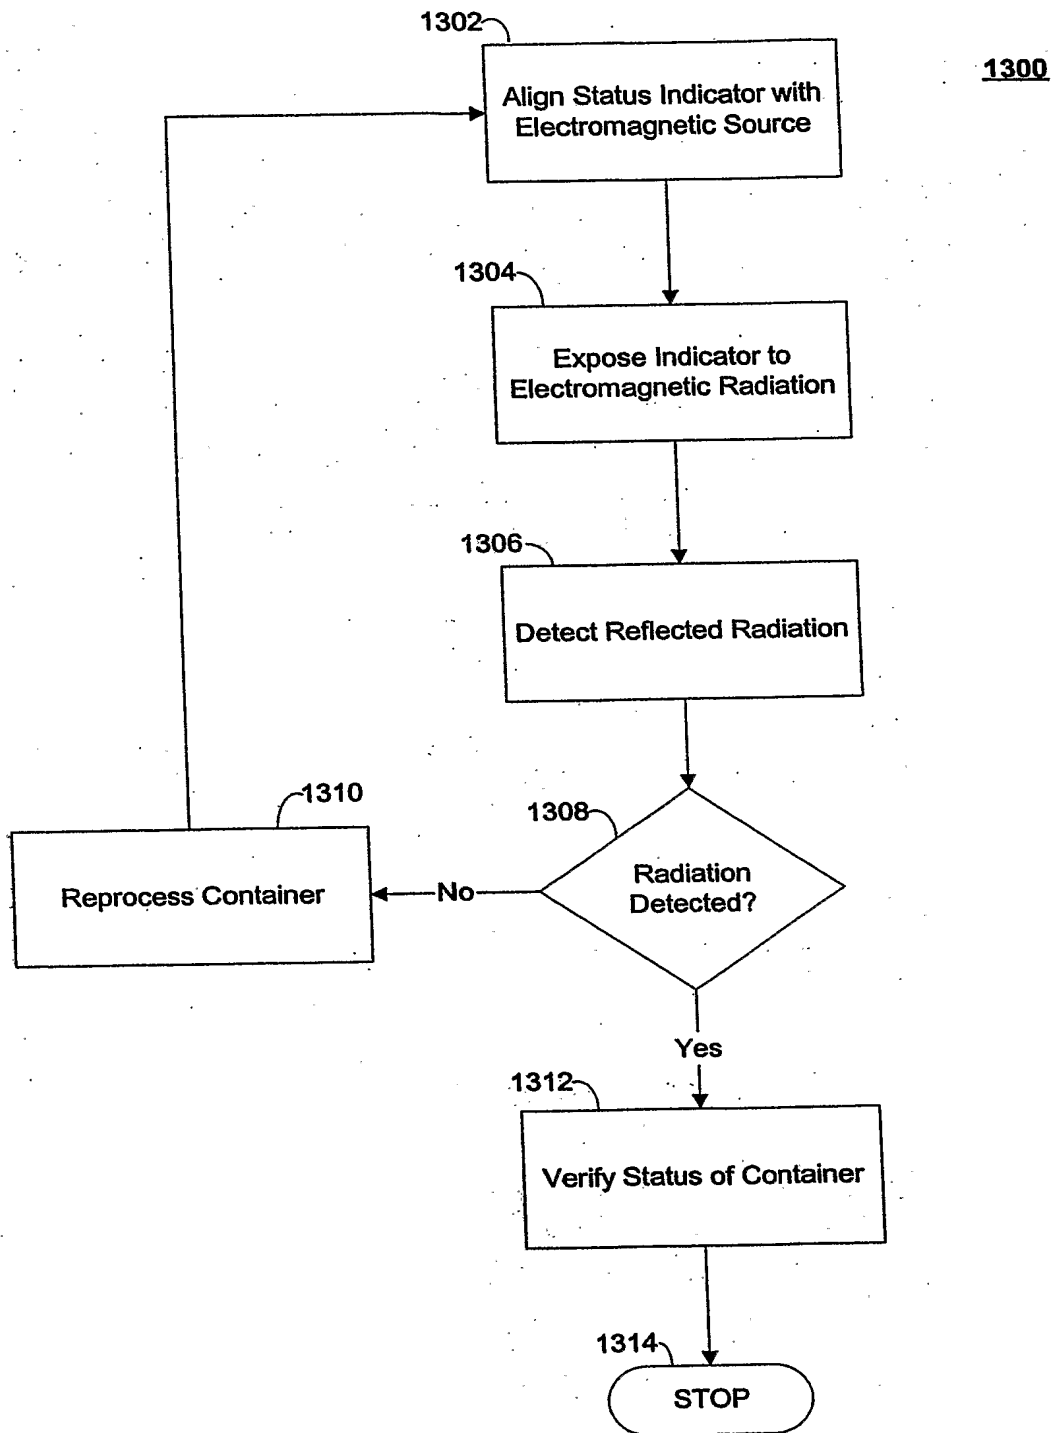 1302
1300
Align Status Indicator with
Electromagnetic Source
1304
Expose Indicator to
Electromagnetic Radiation
1306
Detect Reflected Radiation
1308
Radiation
Detected?
No
1310
Reprocess Container
Yes
1312
Verify Status of Container
1314
STOP